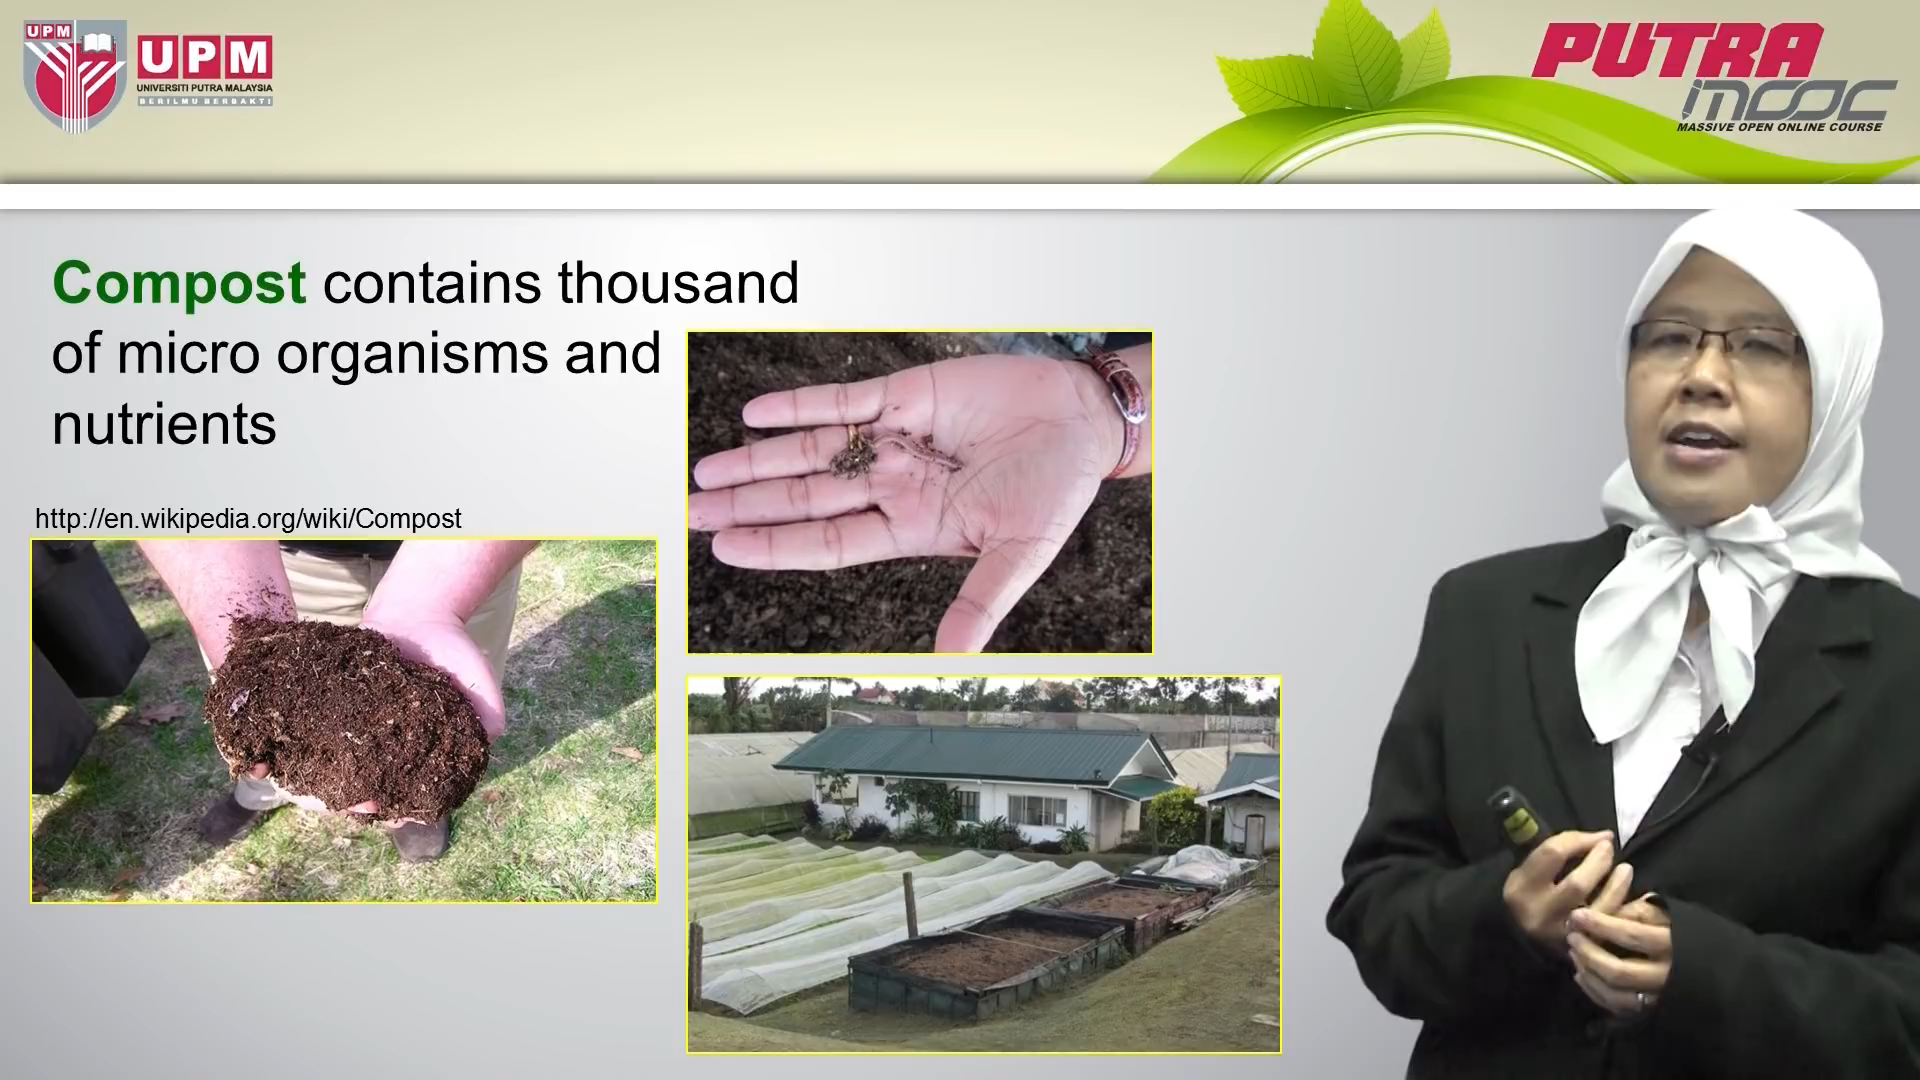 UPM
UPM
UNIVERSITI PUTRA MALAYSIA
BERILMU BERBAKTI
PUTRA
mooc
MASSIVE OPEN ONLINE COURSE
Compost contains thousand
of micro organisms and
nutrients
http://en.wikipedia.org/wiki/Compost